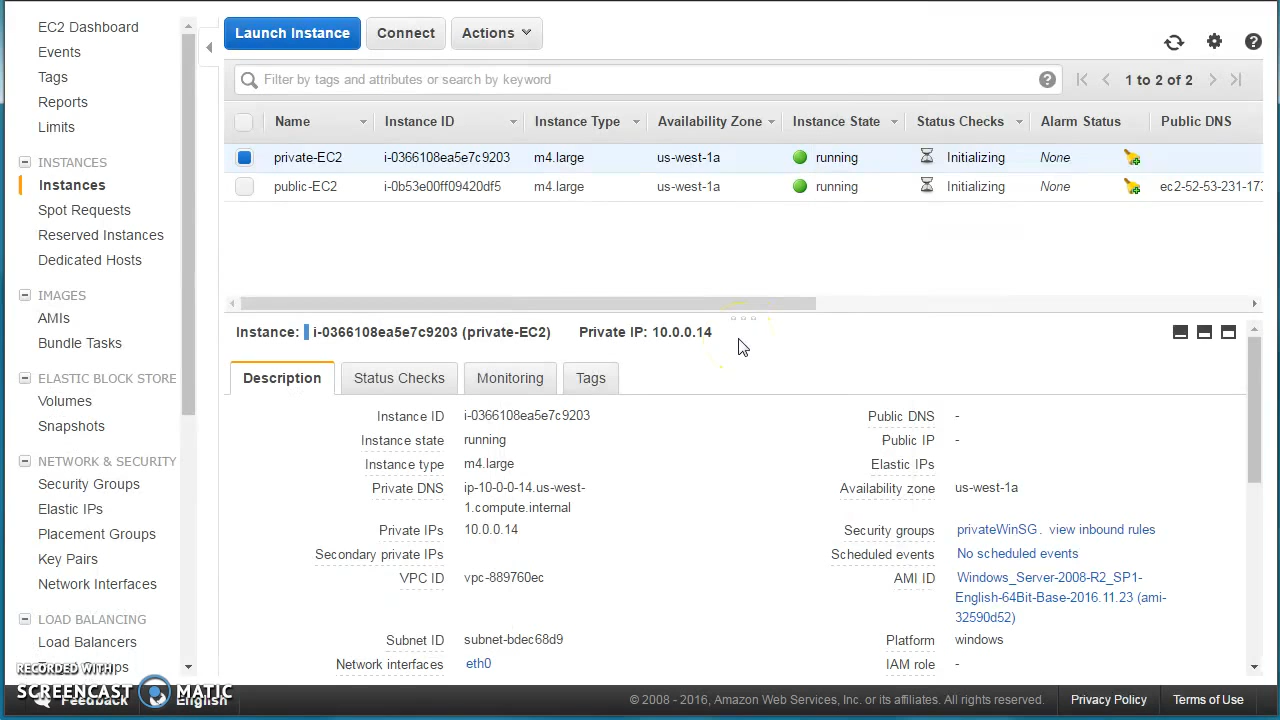 EC2 Dashboard
Events
Tags
Reports
Limits
INSTANCES
Instances
Spot Requests
Reserved Instances
Dedicated Hosts
IMAGES
AMIs
Bundle Tasks
ELASTIC BLOCK STORE
Volumes
Snapshots
NETWORK & SECURITY
Security Groups
Elastic IPs
Placement Groups
Key Pairs
Network Interfaces
LOAD BALANCING
Load Balancers
Launch Instance Connect Actions
Filter by tags and attributes or search by keyword
1 to 2 of 2
Name Instance ID Instance Type Availability Zone Instance State Status Checks Alarm Status Public DNS
private-EC2 i-0366108ea5e7c9203 m4.large us-west-1a running Initializing None
public-EC2 i-0b53e00ff09420df5 m4.large us-west-1a running Initializing None ec2-52-53-231-173
Instance: i-0366108ea5e7c9203 (private-EC2) Private IP: 10.0.0.14
Description Status Checks Monitoring Tags
Instance ID i-0366108ea5e7c9203
Instance state running
Instance type m4.large
Private DNS ip-10-0-0-14.us-west-
1.compute.internal
Private IPs 10.0.0.14
Secondary private IPs
VPC ID vpc-889760ec
Subnet ID subnet-bdec68d9
Network interfaces eth0
Public DNS -
Public IP -
Elastic IPs
Availability zone us-west-1a
Security groups privateWinSG . view inbound rules
Scheduled events No scheduled events
AMI ID Windows_Server-2008-R2_SP1-
English-64Bit-Base-2016.11.23 (ami-
32590d52)
Platform windows
IAM role -
RECORDED WITH
SCREENCAST MATIC
Feedback English
© 2008 - 2016, Amazon Web Services, Inc. or its affiliates. All rights reserved. Privacy Policy Terms of Use